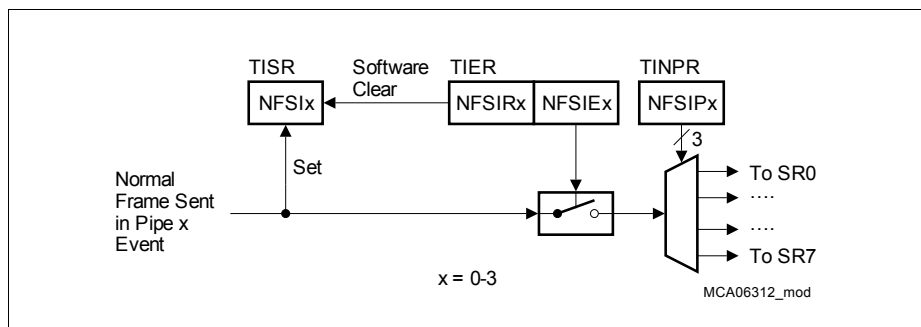 TISR
Software
Clear
TIER
TINPR
NFSIx
NFSIRx
NFSIEx
NFSIPx
3
Set
Normal
Frame Sent
in Pipe x
Event
To SR0
....
....
To SR7
x = 0-3
MCA06312_mod